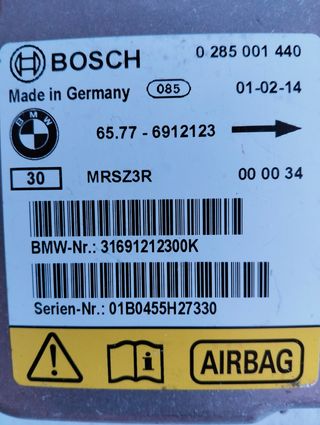 BOSCH 0 285 001 440
Made in Germany 085 01-02-14
BMW 65.77 - 6912123
30 MRSZ3R 00 00 34
BMW-Nr.: 31691212300K
Serien-Nr.: 01B0455H27330
AIRBAG